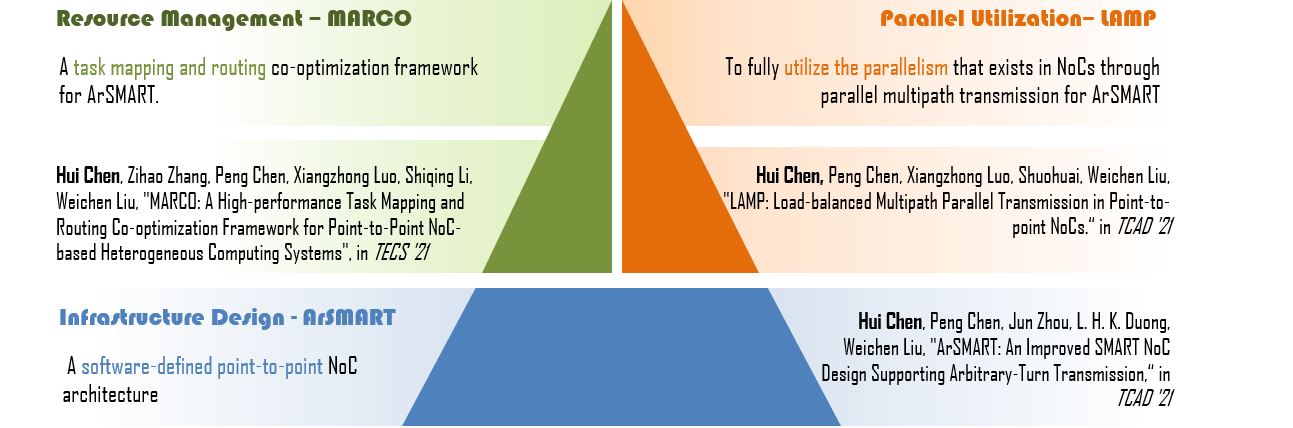 Resource Management – MARCO
A task mapping and routing co-optimization framework
for ArSMART.
Hui Chen, Zihao Zhang, Peng Chen, Xiangzhong Luo, Shiqing Li,
Weichen Liu, "MARCO: A High-performance Task Mapping and
Routing Co-optimization Framework for Point-to-Point NoC-
based Heterogeneous Computing Systems", in TECS '21
Parallel Utilization– LAMP
To fully utilize the parallelism that exists in NoCs through
parallel multipath transmission for ArSMART
Hui Chen, Peng Chen, Xiangzhong Luo, Shuohuai, Weichen Liu,
"LAMP: Load-balanced Multipath Parallel Transmission in Point-to-
point NoCs.“ in TCAD '21
Infrastructure Design - ArSMART
A software-defined point-to-point NoC
architecture
Hui Chen, Peng Chen, Jun Zhou, L. H. K. Duong,
Weichen Liu, "ArSMART: An Improved SMART NoC
Design Supporting Arbitrary-Turn Transmission,“ in
TCAD '21